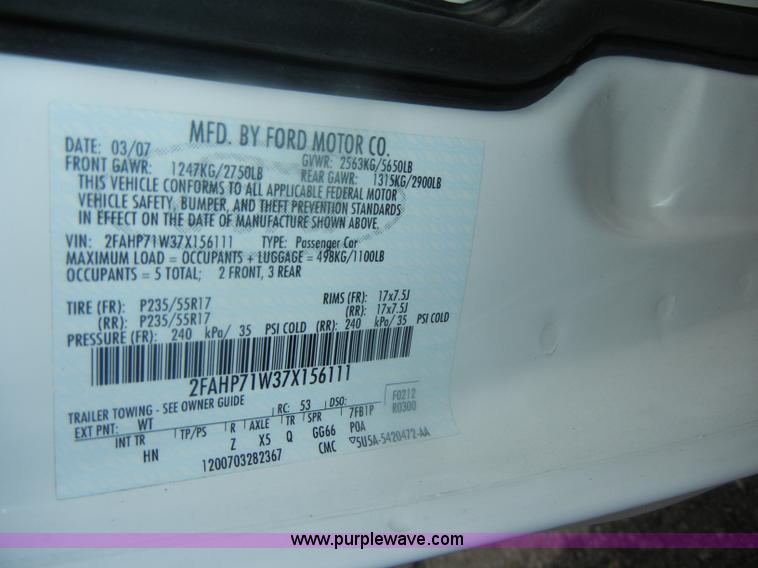 MFD. BY FORD MOTOR CO.
DATE: 03/07
GVWR: 2563KG/5650LB
FRONT GAWR: 1247KG/2750LB
REAR GAWR: 1315KG/2900LB
THIS VEHICLE CONFORMS TO ALL APPLICABLE FEDERAL MOTOR
VEHICLE SAFETY, BUMPER, AND THEFT PREVENTION STANDARDS
IN EFFECT ON THE DATE OF MANUFACTURE SHOWN ABOVE.
VIN: 2FAHP71W37X156111 TYPE: Passenger Car
MAXIMUM LOAD = OCCUPANTS + LUGGAGE = 498KG/1100LB
OCCUPANTS = 5 TOTAL; 2 FRONT, 3 REAR
TIRE (FR): P235/55R17 RIMS (FR): 17x7.5J
(RR): P235/55R17 (RR): 17x7.5J
PRESSURE (FR): 240 kPa/ 35 PSI COLD (RR): 240 kPa/ 35 PSI COLD
2FAHP71W37X156111
TRAILER TOWING - SEE OWNER GUIDE
F0212
R0300
EXT PNT: WT RC: 53 DSO: 7FB1P
INT TR TP/PS R AXLE TR SPR POA
HN Z X5 Q GG66
1200703282367 CMC ▽5U5A-5420472-AA
www.purplewave.com